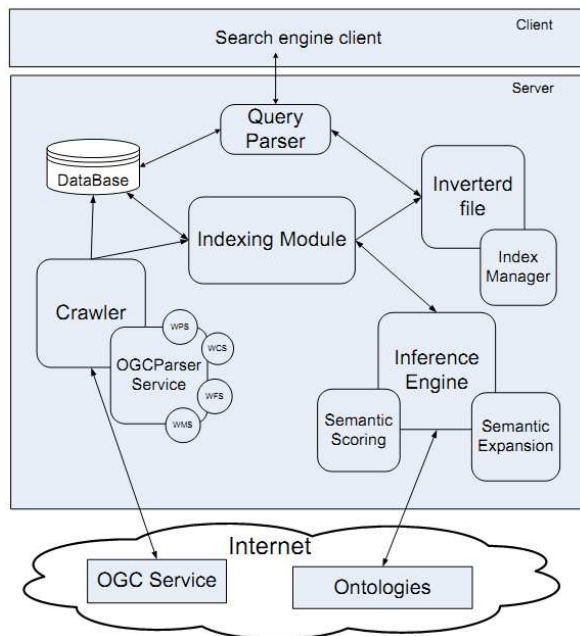 Client
Search engine client
Server
Query
Parser
DataBase
Inverterd
file
Indexing Module
Index
Manager
Crawler
WPS
WCS
OGCParser
Service
WFS
WMS
Inference
Engine
Semantic
Scoring
Semantic
Expansion
Internet
OGC Service
Ontologies